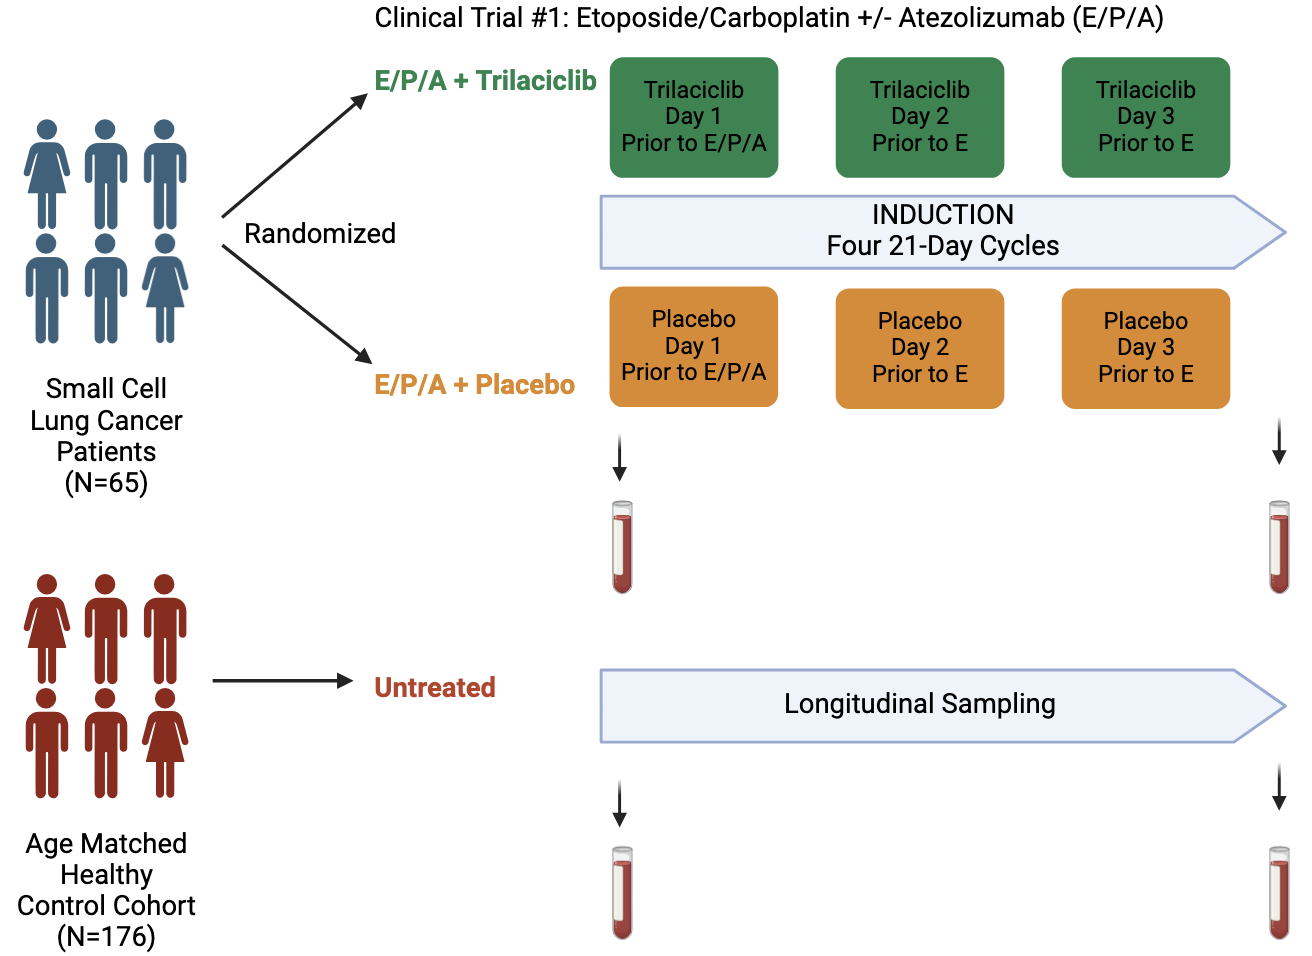 Clinical Trial #1: Etoposide/Carboplatin +/- Atezolizumab (E/P/A)
E/P/A + Trilaciclib
Trilaciclib
Day 1
Prior to E/P/A
Trilaciclib
Day 2
Prior to E
Trilaciclib
Day 3
Prior to E
Randomized
INDUCTION
Four 21-Day Cycles
E/P/A + Placebo
Placebo
Day 1
Prior to E/P/A
Placebo
Day 2
Prior to E
Placebo
Day 3
Prior to E
Small Cell
Lung Cancer
Patients
(N=65)
Untreated
Longitudinal Sampling
Age Matched
Healthy
Control Cohort
(N=176)